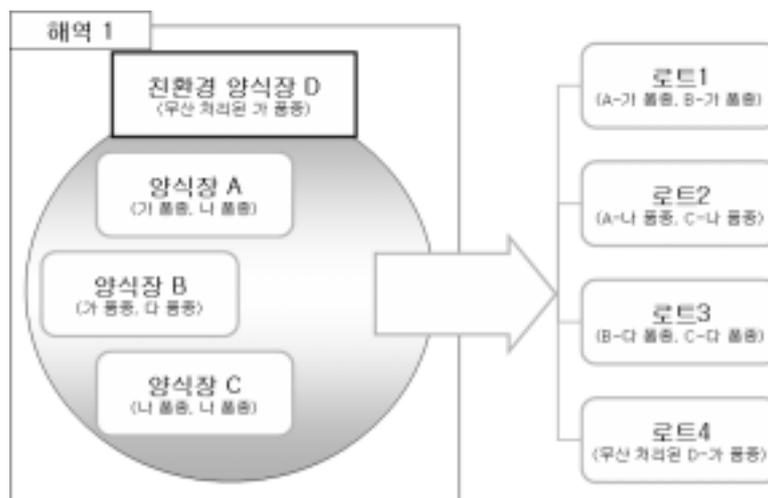 해역 1
친환경 양식장 D
(무산 처리된 가 품종)
양식장 A
(가 품종, 나 품종)
양식장 B
(가 품종, 다 품종)
양식장 C
(나 품종, 나 품종)
로트1
(A-가 품종, B-가 품종)
로트2
(A-나 품종, C-나 품종)
로트3
(B-다 품종, C-다 품종)
로트4
(무산 처리된 D-가 품종)